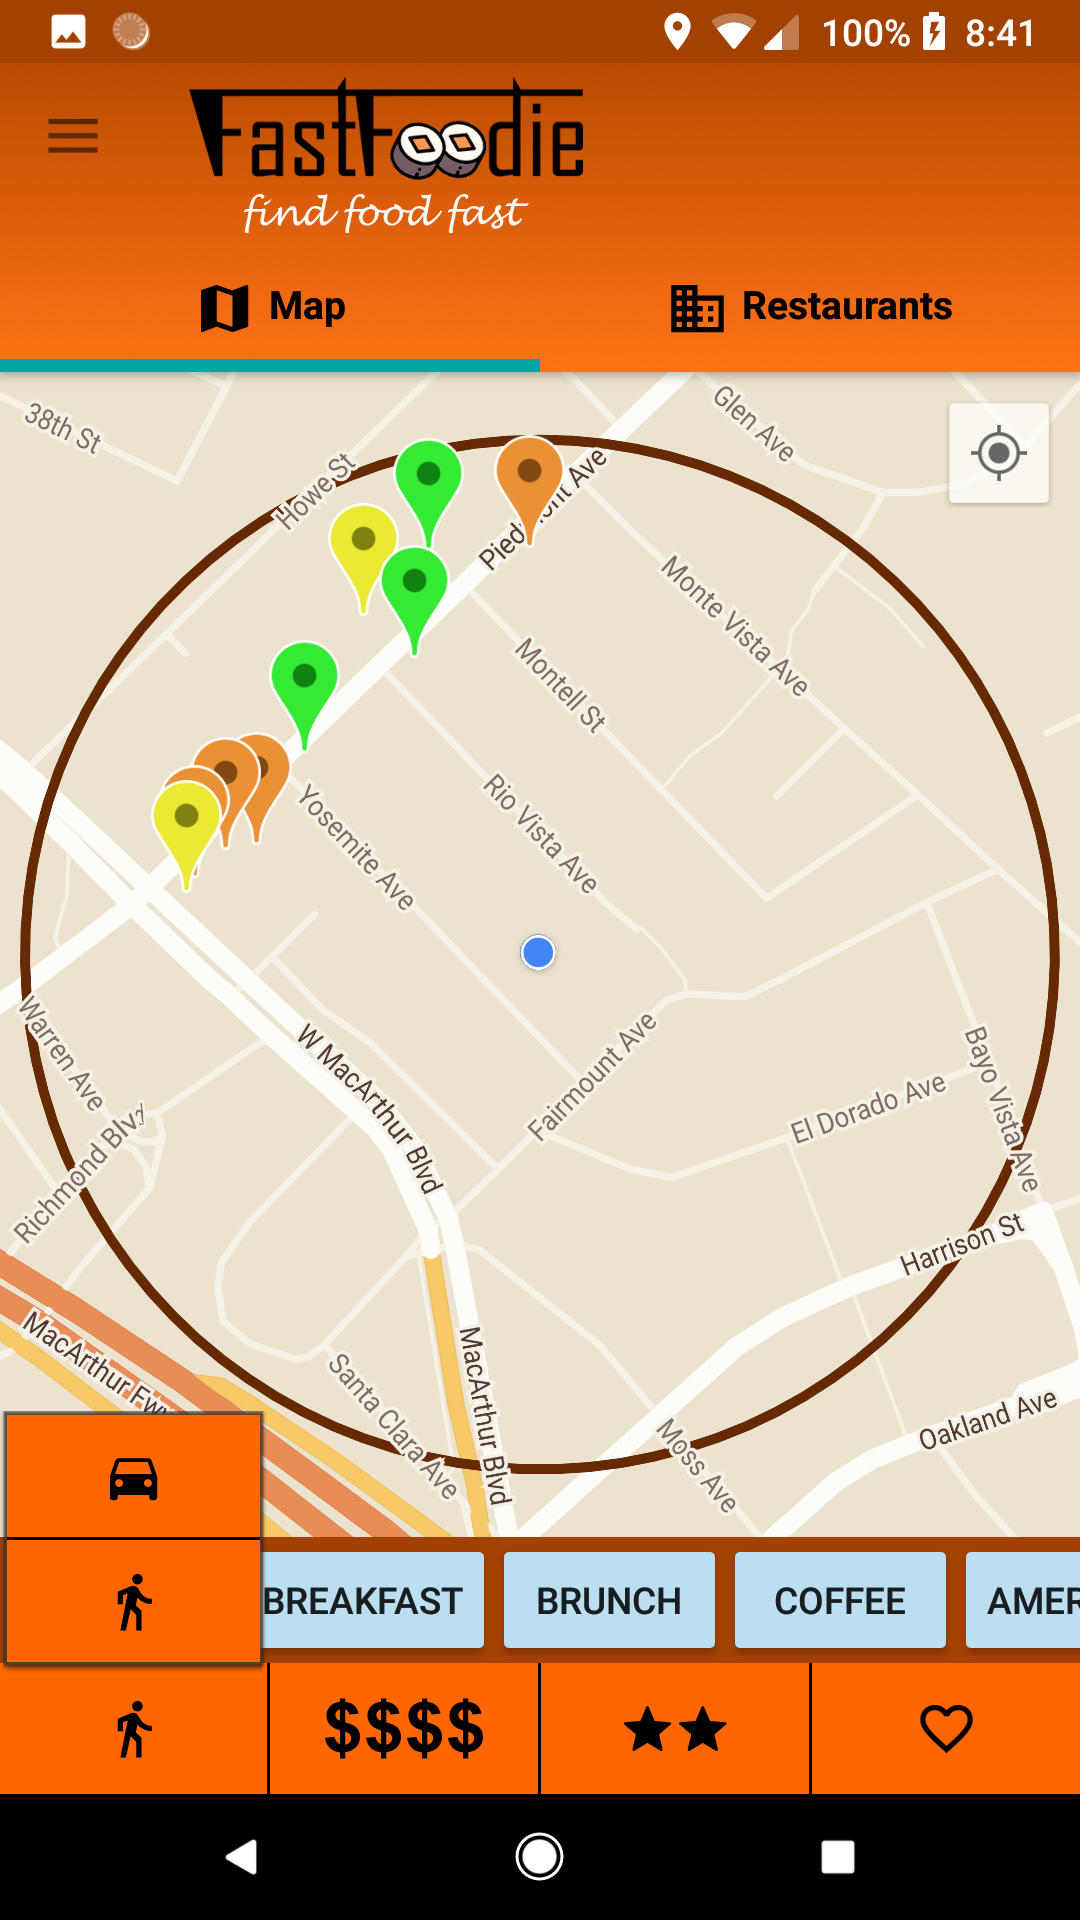 100% 8:41
FastFoodie
find food fast
Map
Restaurants
38th St
Glen Ave
Howe St
Piedmont Ave
Monte Vista Ave
Montell St
Rio Vista Ave
Yosemite Ave
Warren Ave
W MacArthur Blvd
Fairmount Ave
Bayo Vista Ave
El Dorado Ave
Richmond Blvd
Harrison St
MacArthur Fwy
MacArthur Blvd
Santa Clara Ave
Moss Ave
Oakland Ave
BREAKFAST
BRUNCH
COFFEE
AMER
$$$$